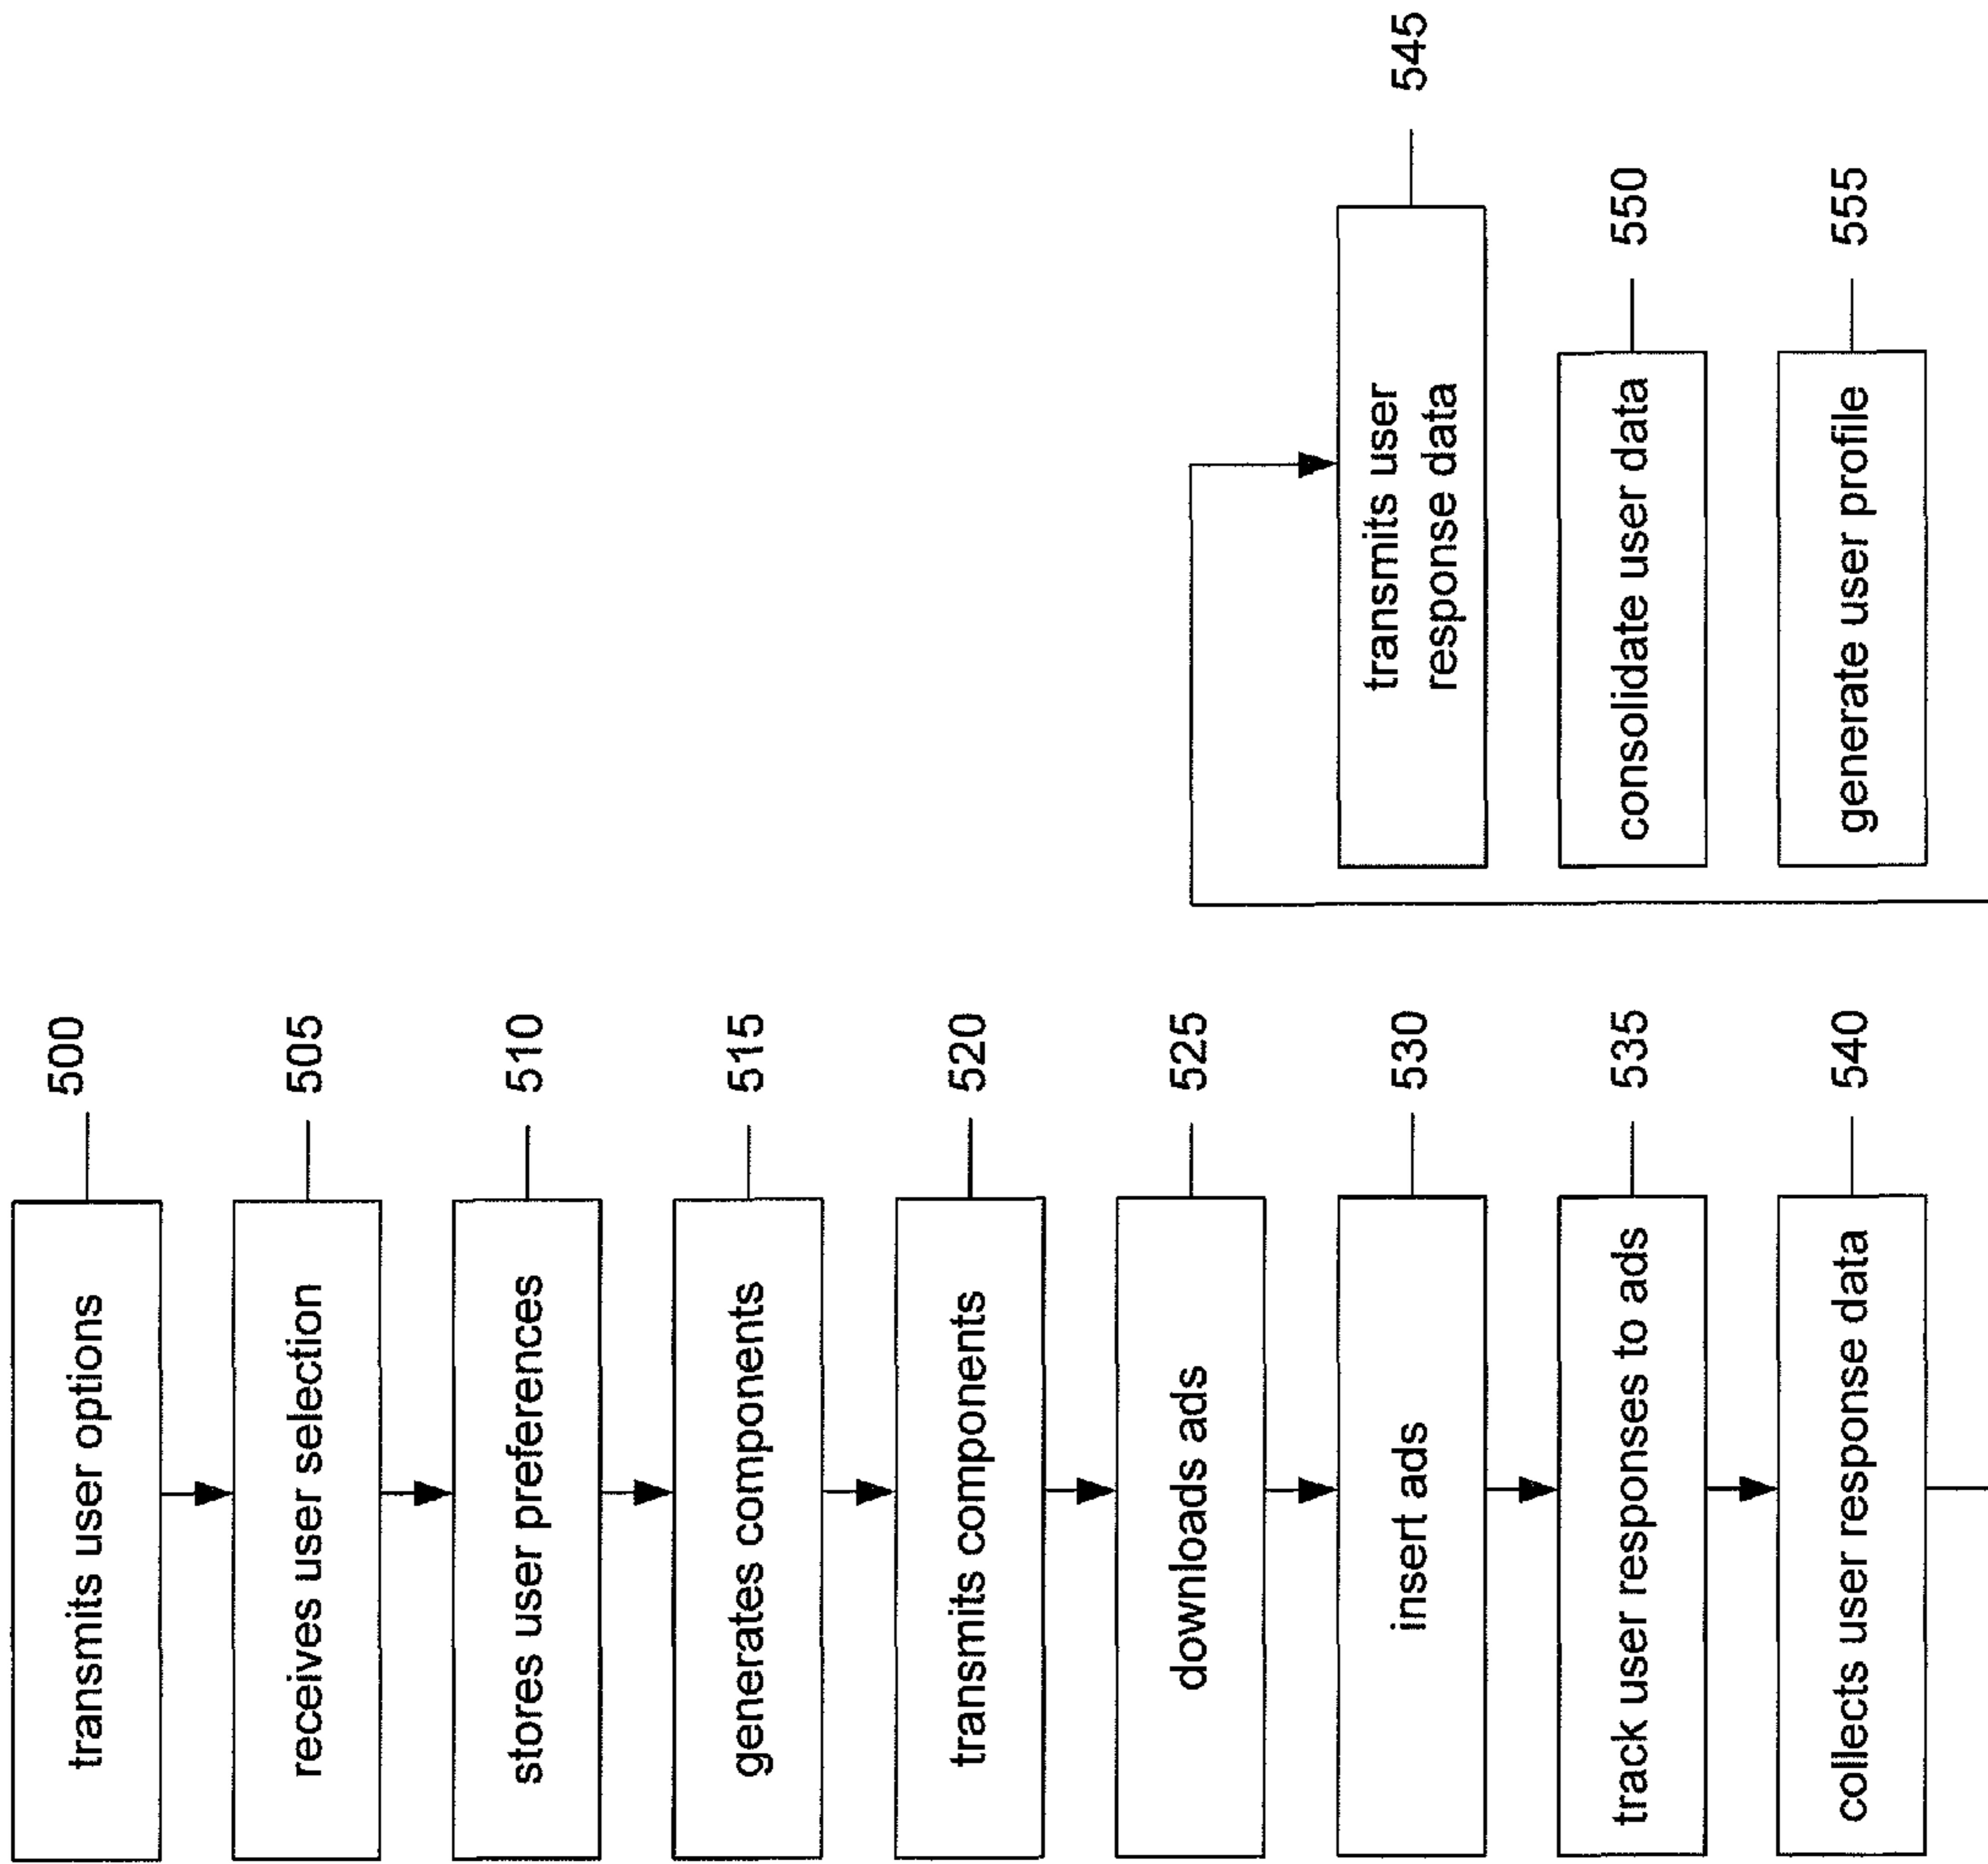 transmits user options
500
receives user selection
505
stores user preferences
510
generates components
515
transmits components
520
downloads ads
525
insert ads
530
track user responses to ads
535
collects user response data
540
transmits user
response data
545
consolidate user data
550
generate user profile
555